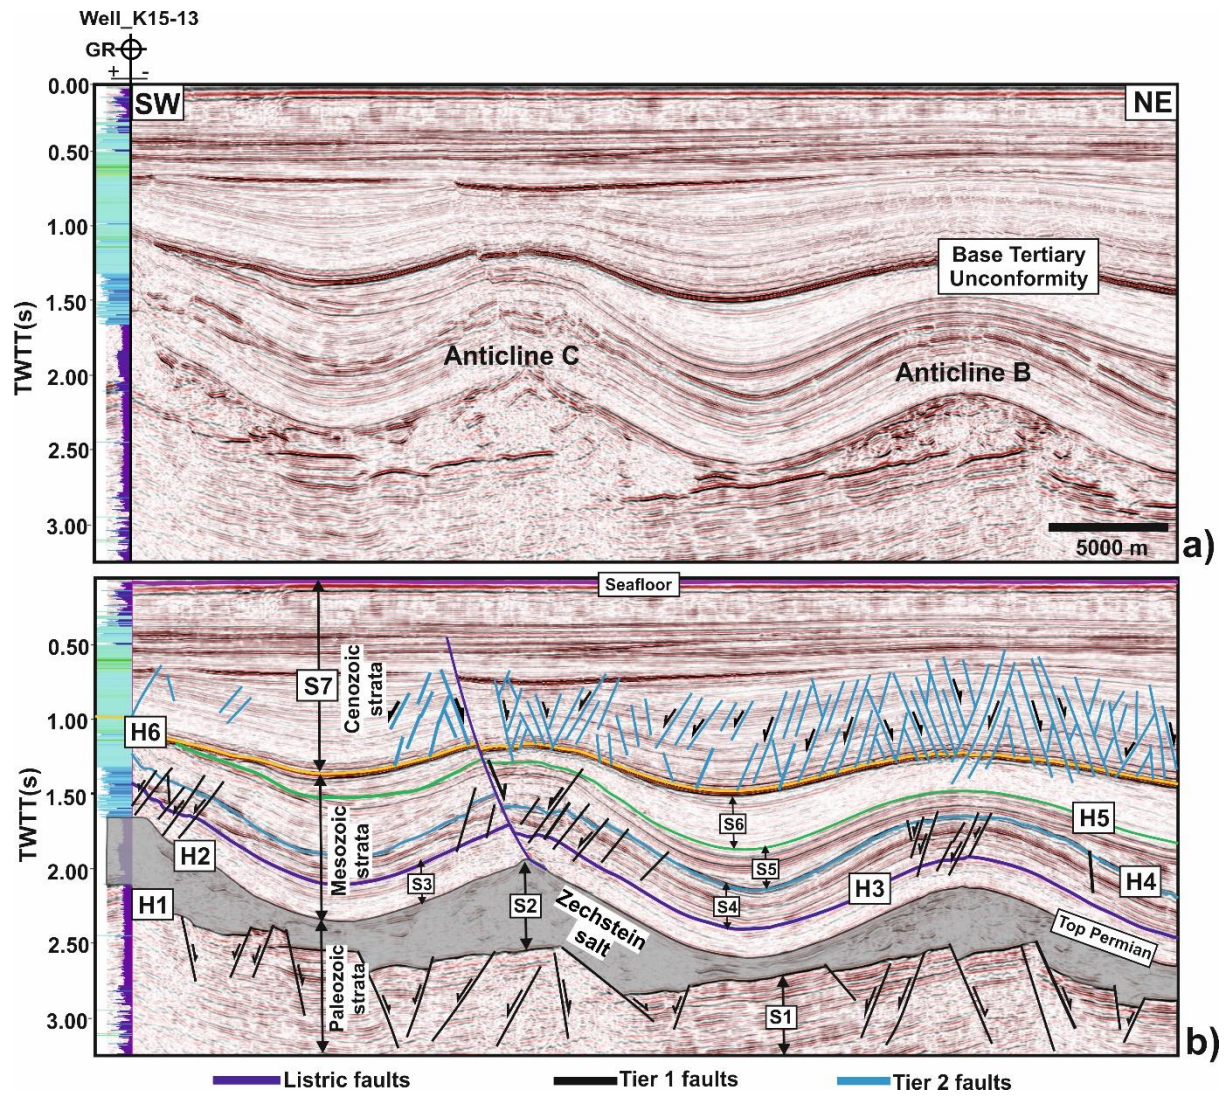 Well_K15-13
GR
+ -
0.00
SW
NE
0.50
1.00
Base Tertiary
Unconformity
1.50
TWTT(s)
Anticline C
2.00
Anticline B
2.50
3.00
5000 m
a)
Seafloor
0.50
S7
Cenozoic
strata
1.00
H6
1.50
TWTT(s)
Mesozoic
strata
S6
H5
H2
S5
2.00
S3
H3
H4
S4
H1
S2
Zechstein
salt
Top Permian
2.50
Paleozoic
strata
S1
3.00
b)
Listric faults
Tier 1 faults
Tier 2 faults